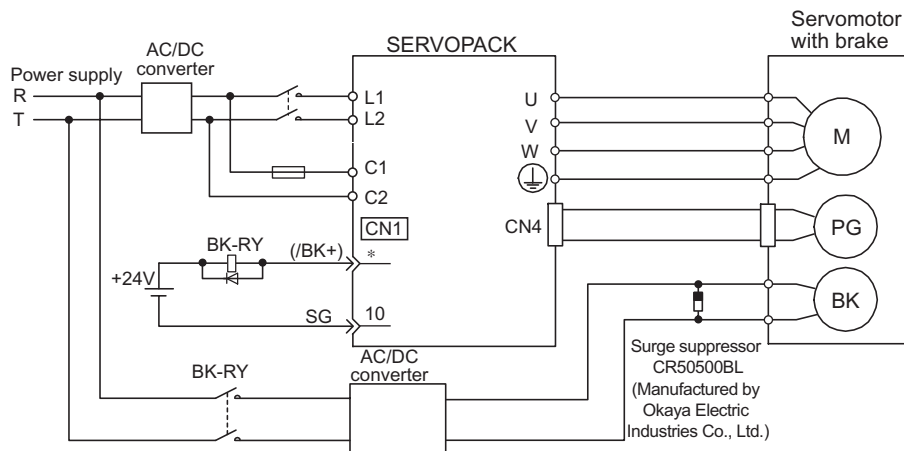 Servomotor
with brake
SERVOPACK
AC/DC
converter
Power supply
R
T
L1
L2
C1
C2
U
V
W
M
CN1
CN4
PG
BK-RY
(/BK+)
*
+24V
SG
10
BK
BK-RY
AC/DC
converter
Surge suppressor
CR50500BL
(Manufactured by
Okaya Electric
Industries Co., Ltd.)